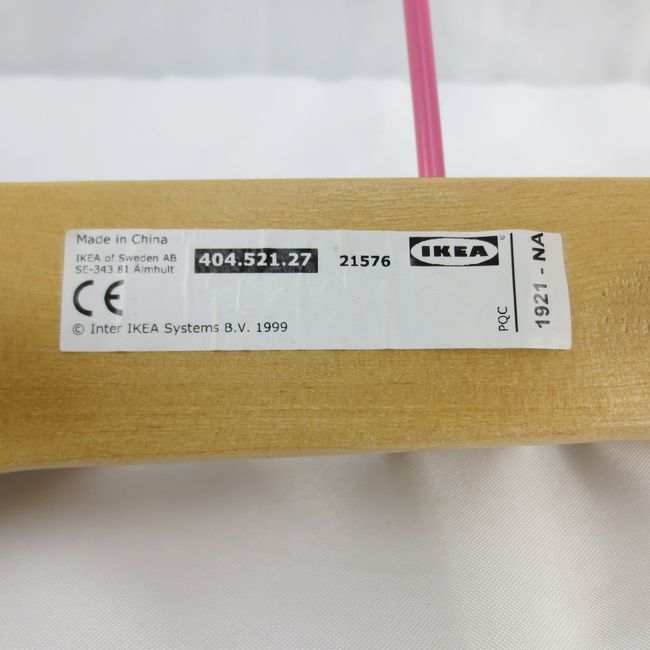 Made in China
IKEA of Sweden AB
SE-343 81 Älmhult
404.521.27
21576
IKEA ®
CE
© Inter IKEA Systems B.V. 1999
PQC
1921 - NA